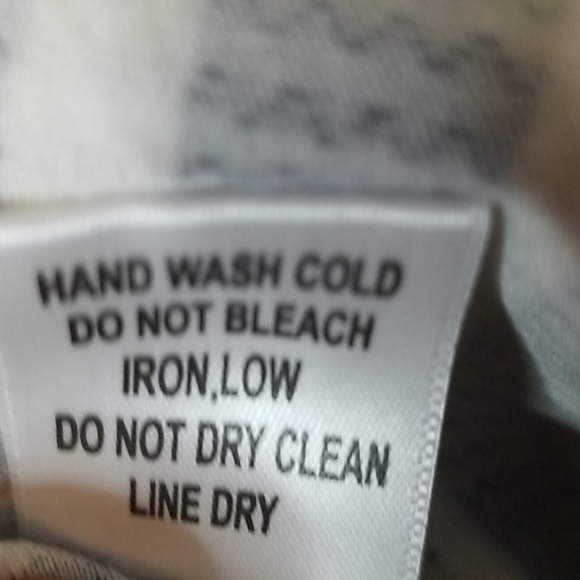 HAND WASH COLD
DO NOT BLEACH
IRON,LOW
DO NOT DRY CLEAN
LINE DRY